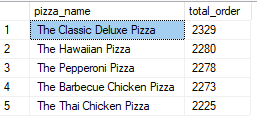 pizza_name total_order
1 The Classic Deluxe Pizza 2329
2 The Hawaiian Pizza 2280
3 The Pepperoni Pizza 2278
4 The Barbecue Chicken Pizza 2273
5 The Thai Chicken Pizza 2225